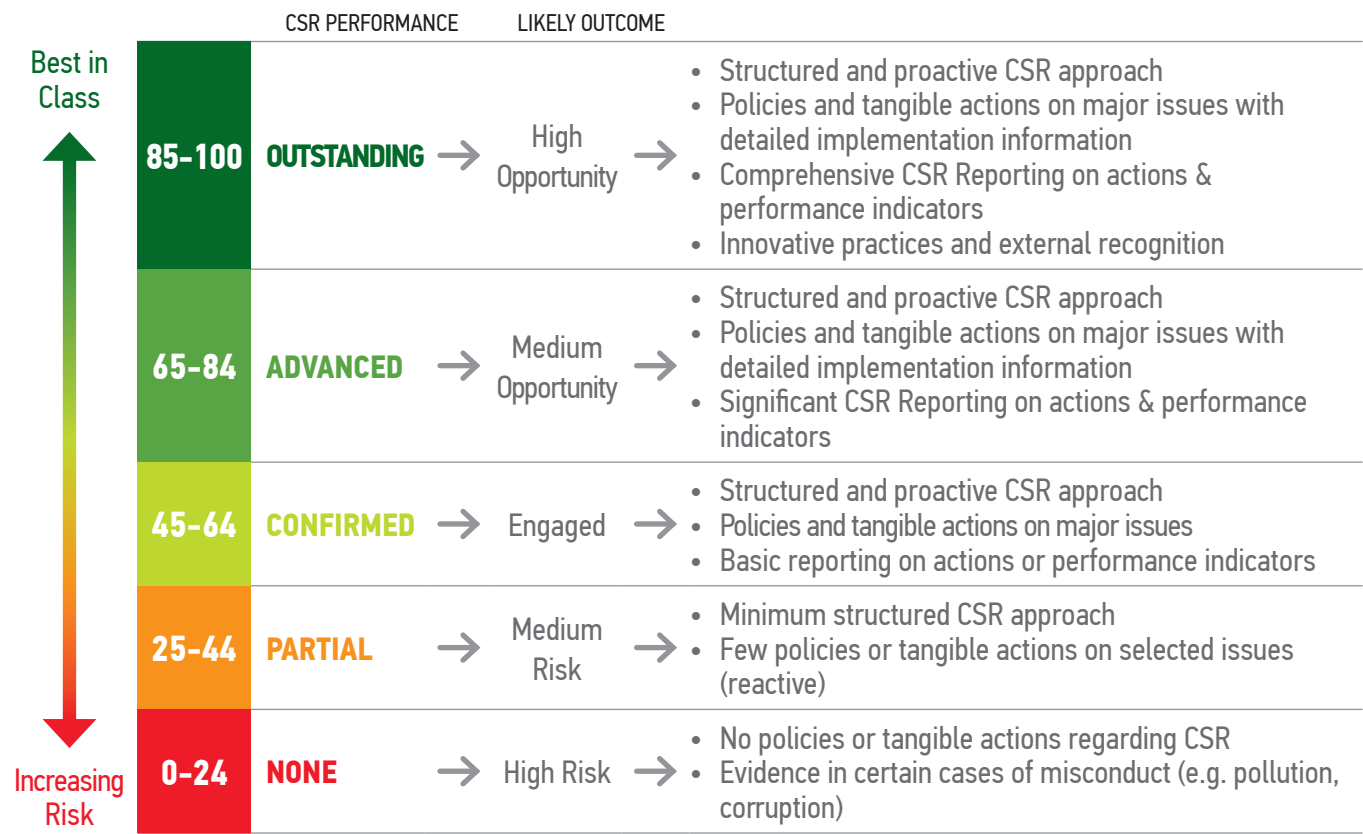 CSR PERFORMANCE LIKELY OUTCOME
Best in
Class
85-100 OUTSTANDING → High
Opportunity →
• Structured and proactive CSR approach
• Policies and tangible actions on major issues with
detailed implementation information
• Comprehensive CSR Reporting on actions &
performance indicators
• Innovative practices and external recognition
65-84 ADVANCED → Medium
Opportunity →
• Structured and proactive CSR approach
• Policies and tangible actions on major issues with
detailed implementation information
• Significant CSR Reporting on actions & performance
indicators
45-64 CONFIRMED → Engaged →
• Structured and proactive CSR approach
• Policies and tangible actions on major issues
• Basic reporting on actions or performance indicators
25-44 PARTIAL → Medium
Risk →
• Minimum structured CSR approach
• Few policies or tangible actions on selected issues
(reactive)
Increasing
Risk
0-24 NONE → High Risk →
• No policies or tangible actions regarding CSR
• Evidence in certain cases of misconduct (e.g. pollution,
corruption)